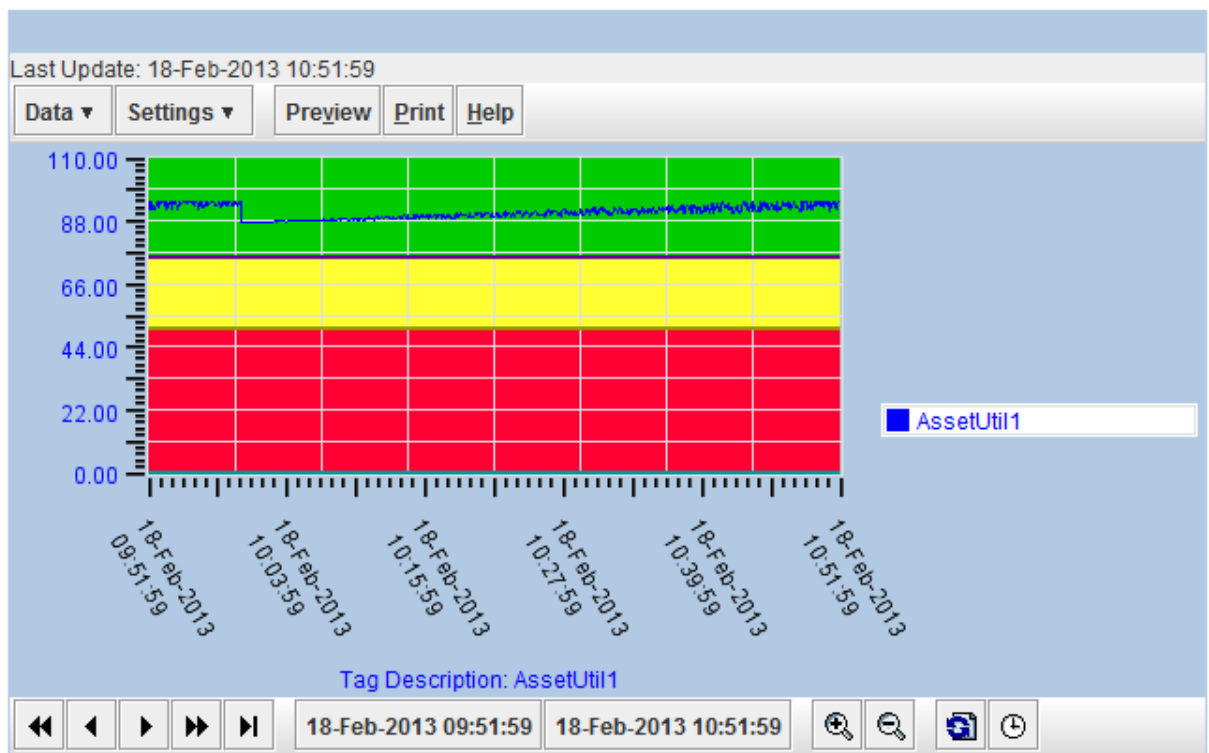 Last Update: 18-Feb-2013 10:51:59
Data ▼ Settings ▼ Preview Print Help
110.00
88.00
66.00
44.00
22.00
0.00
AssetUtil1
18-Feb-2013
09:51:59
18-Feb-2013
10:03:59
18-Feb-2013
10:15:59
18-Feb-2013
10:27:59
18-Feb-2013
10:39:59
18-Feb-2013
10:51:59
Tag Description: AssetUtil1
18-Feb-2013 09:51:59 18-Feb-2013 10:51:59